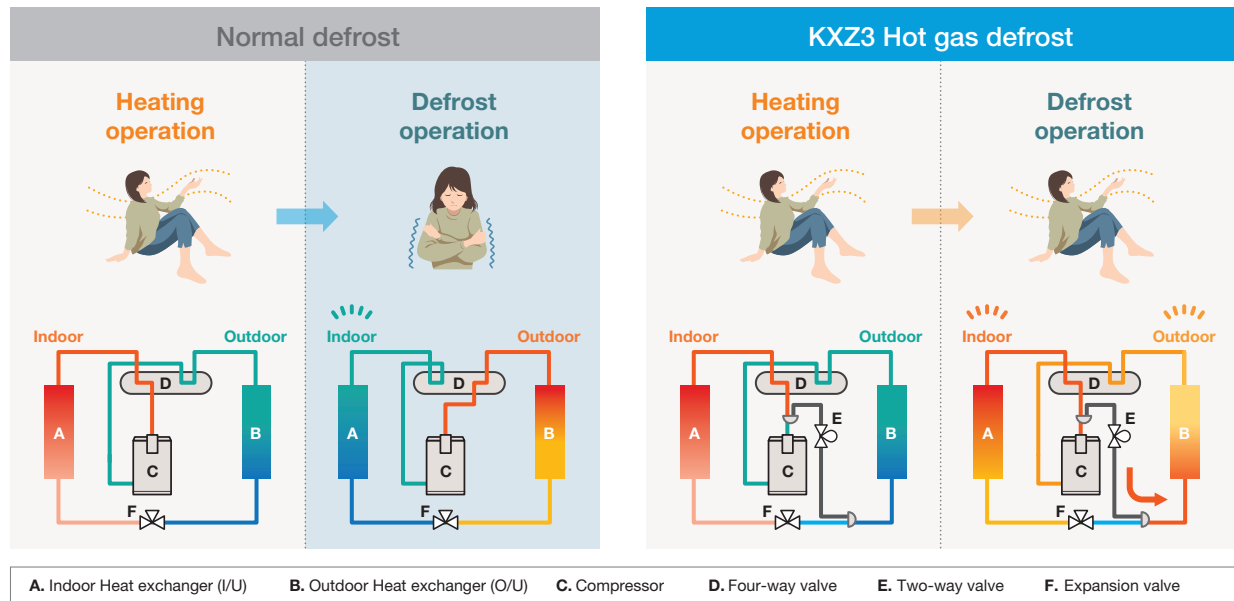 Normal defrost
Heating
operation
Defrost
operation
Indoor
Outdoor
D
A
B
C
F
Indoor
Outdoor
D
A
B
C
F
KXZ3 Hot gas defrost
Heating
operation
Defrost
operation
Indoor
Outdoor
D
E
A
B
C
F
Indoor
Outdoor
D
E
A
B
C
F
A. Indoor Heat exchanger (I/U) B. Outdoor Heat exchanger (O/U) C. Compressor D. Four-way valve E. Two-way valve F. Expansion valve